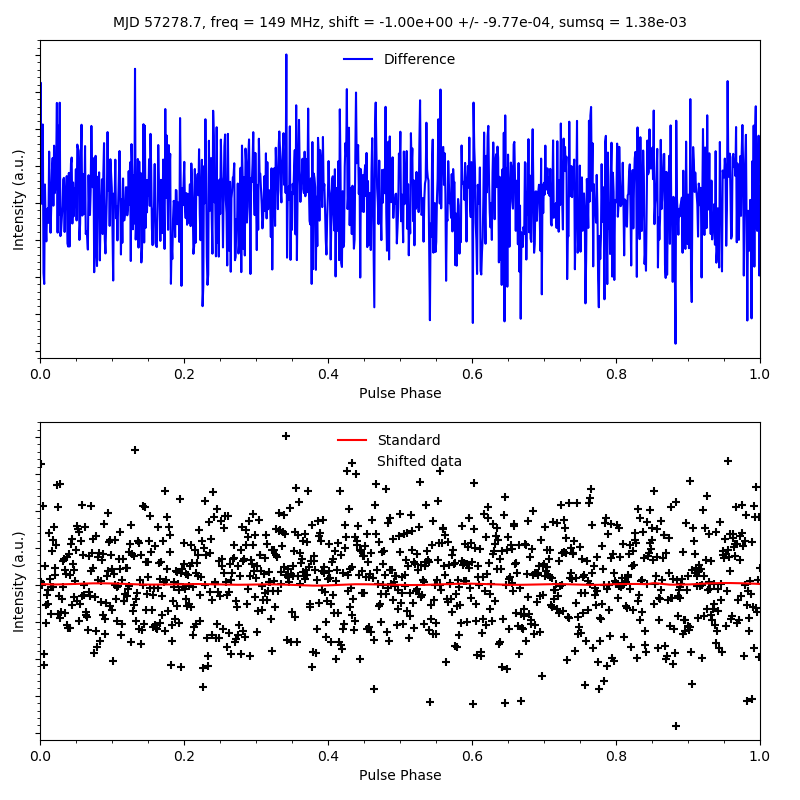 MJD 57278.7, freq = 149 MHz, shift = -1.00e+00 +/- -9.77e-04, sumsq = 1.38e-03
Difference
Intensity (a.u.)
0.0 0.2 0.4 0.6 0.8 1.0
Pulse Phase
Standard
Shifted data
Intensity (a.u.)
0.0 0.2 0.4 0.6 0.8 1.0
Pulse Phase